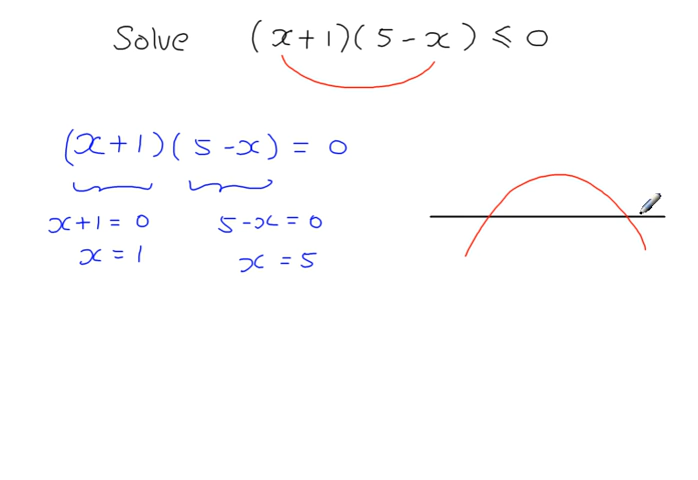 Solve (x+1)(5-x) ≤ 0
(x+1)(5-x) = 0
x+1 = 0 5-x = 0
x = 1 x = 5